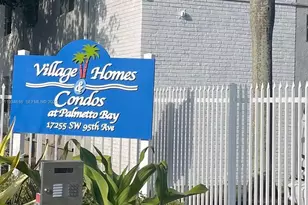 Village Homes
& Condos
at Palmetto Bay
17255 SW 95th Ave